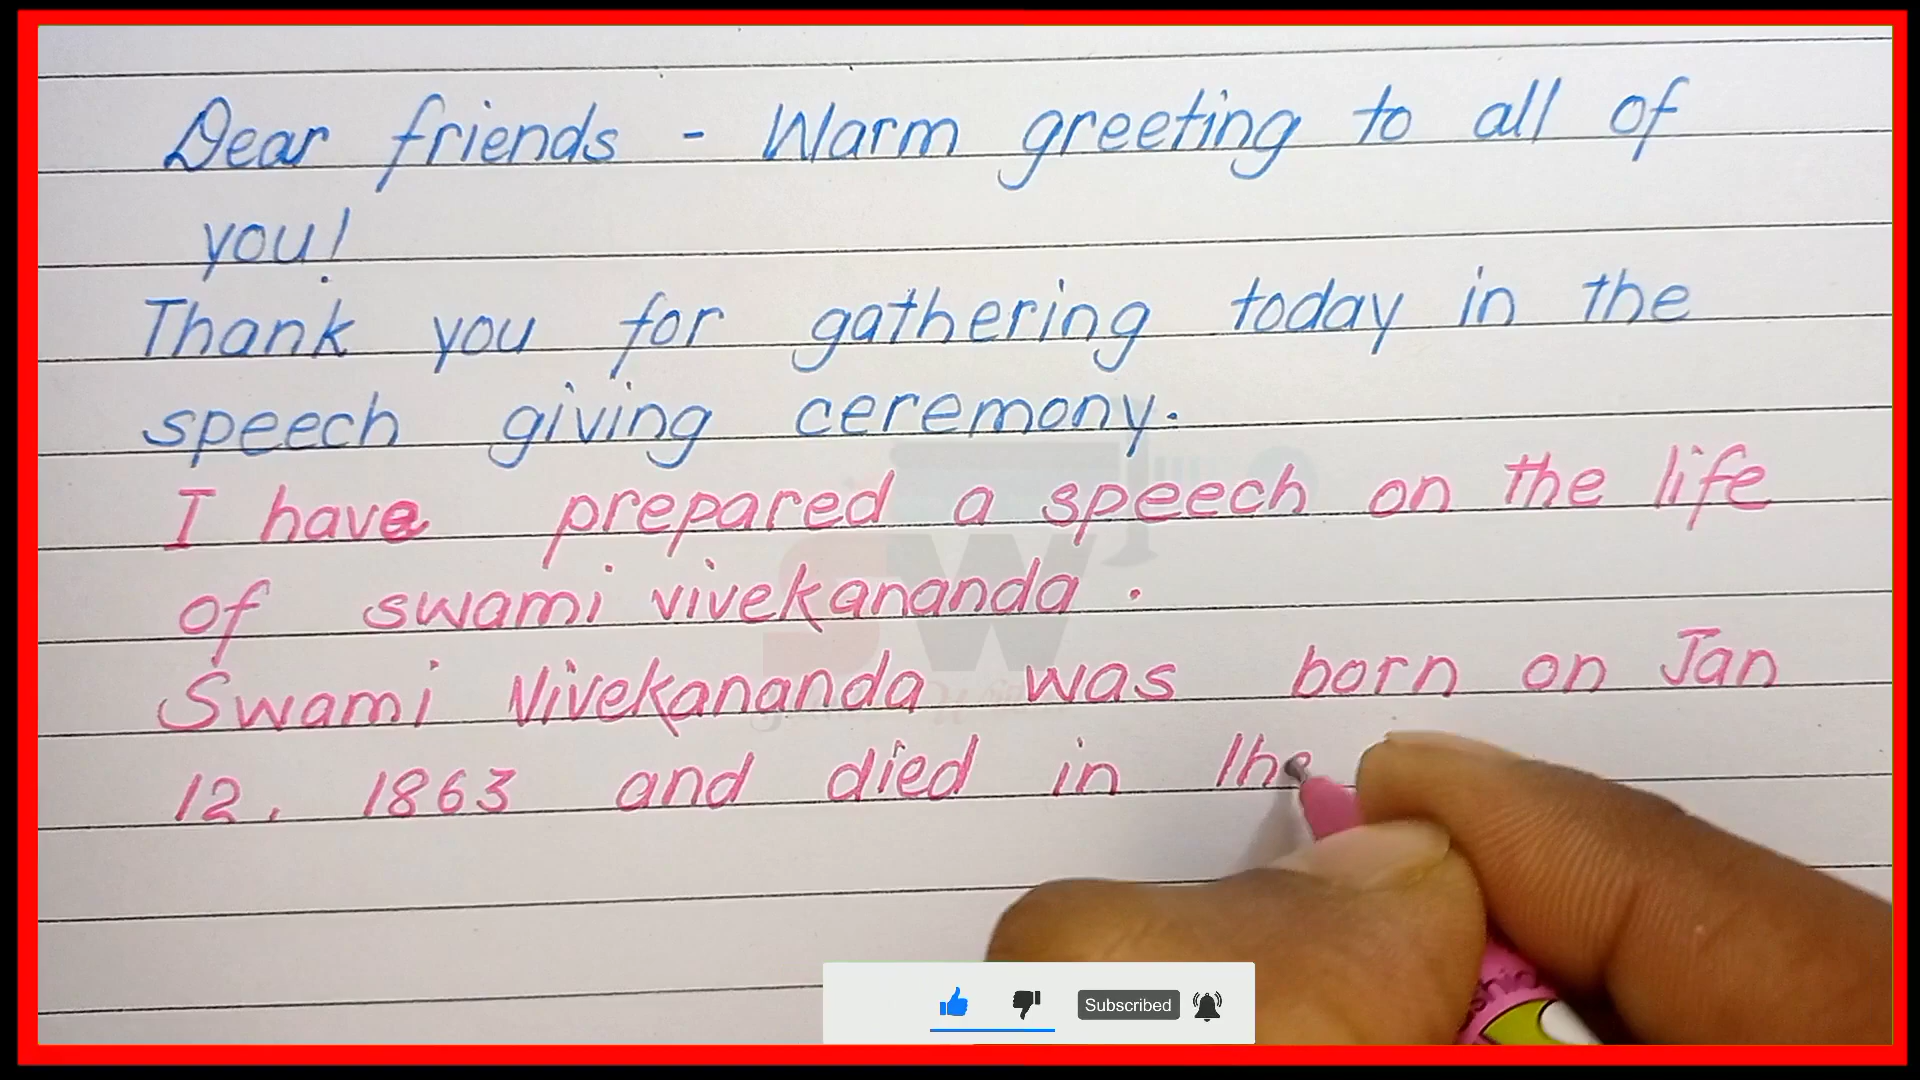 Dear friends - Warm greeting to all of
you!
Thank you for gathering today in the
speech giving ceremony.
I have prepared a speech on the life
of swami vivekananda .
Swami Vivekananda was born on Jan
12, 1863 and died in the
Subscribed